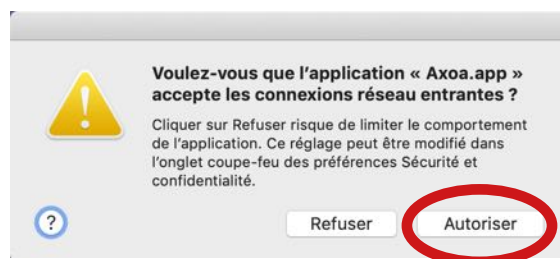 Voulez-vous que l'application « Axoa.app »
accepte les connexions réseau entrantes ?
Cliquer sur Refuser risque de limiter le comportement
de l'application. Ce réglage peut être modifié dans
l'onglet coupe-feu des préférences Sécurité et
confidentialité.
? Refuser Autoriser